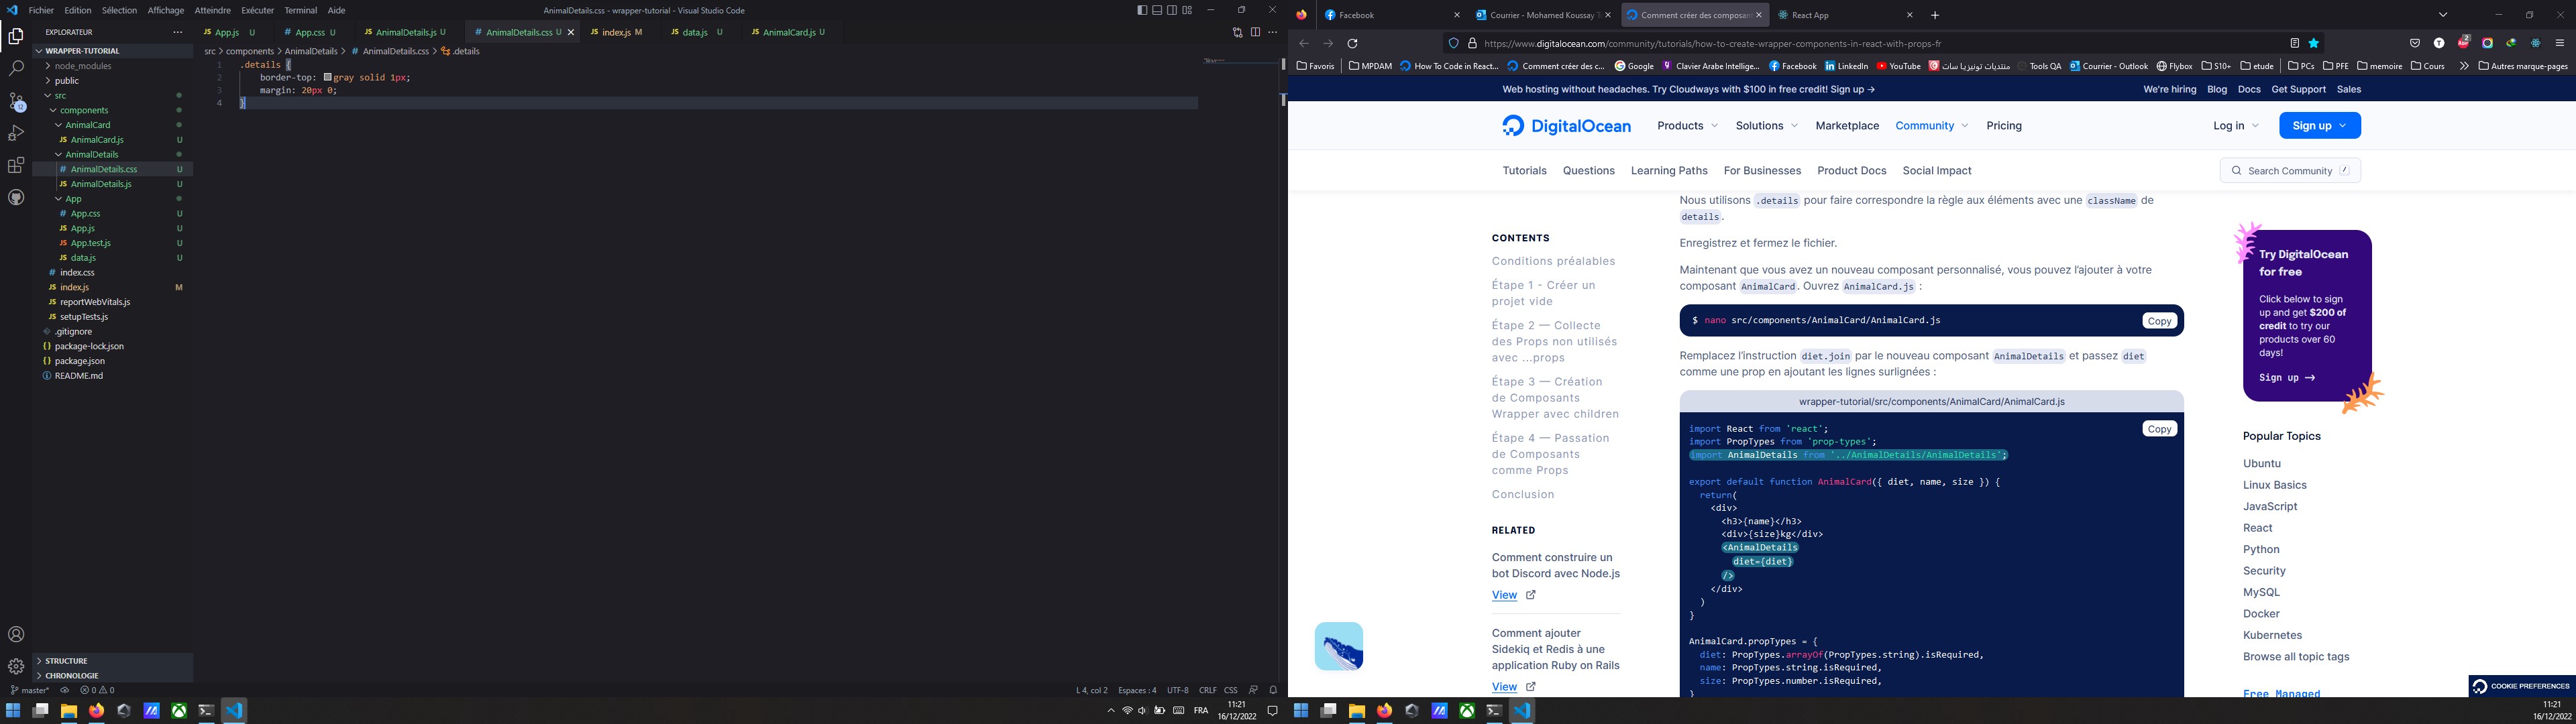 Fichier Edition Sélection Affichage Atteindre Exécuter Terminal Aide
AnimalDetails.css - wrapper-tutorial - Visual Studio Code
EXPLORATEUR
WRAPPER-TUTORIAL
node_modules
public
src
components
AnimalCard
AnimalCard.js U
AnimalDetails
AnimalDetails.css U
AnimalDetails.js U
App
App.css U
App.js U
App.test.js U
data.js U
index.css
index.js M
reportWebVitals.js
setupTests.js
.gitignore
package-lock.json
package.json
README.md
STRUCTURE
CHRONOLOGIE
App.js U App.css U AnimalDetails.js U AnimalDetails.css U index.js M data.js U AnimalCard.js U
src > components > AnimalDetails > AnimalDetails.css > .details
1 .details {
2 border-top: gray solid 1px;
3 margin: 20px 0;
4 }
master* 0 0
L 4, col 2 Espaces : 4 UTF-8 CRLF CSS
FRA
11:21
16/12/2022
Facebook
Courrier - Mohamed Koussay
Comment créer des composant
React App
https://www.digitalocean.com/community/tutorials/how-to-create-wrapper-components-in-react-with-props-fr
Favoris MPDAM How To Code in React... Comment créer des c... Google Clavier Arabe Intellige... Facebook LinkedIn YouTube منتديات تونيزيا سات Tools QA Courrier - Outlook Flybox S10+ etude PCs PFE memoire Cours Autres marque-pages
Web hosting without headaches. Try Cloudways with $100 in free credit! Sign up →
We're hiring Blog Docs Get Support Sales
DigitalOcean Products Solutions Marketplace Community Pricing Log in Sign up
Tutorials Questions Learning Paths For Businesses Product Docs Social Impact
Search Community /
CONTENTS
Conditions préalables
Étape 1 - Créer un
projet vide
Étape 2 — Collecte
des Props non utilisés
avec ...props
Étape 3 — Création
de Composants
Wrapper avec children
Étape 4 — Passation
de Composants
comme Props
Conclusion
RELATED
Comment construire un
bot Discord avec Node.js
View
Comment ajouter
Sidekiq et Redis à une
application Ruby on Rails
View
Nous utilisons .details pour faire correspondre la règle aux éléments avec une className de
details.
Enregistrez et fermez le fichier.
Maintenant que vous avez un nouveau composant personnalisé, vous pouvez l'ajouter à votre
composant AnimalCard. Ouvrez AnimalCard.js :
$ nano src/components/AnimalCard/AnimalCard.js
Copy
Remplacez l'instruction diet.join par le nouveau composant AnimalDetails et passez diet
comme une prop en ajoutant les lignes surlignées :
wrapper-tutorial/src/components/AnimalCard/AnimalCard.js
Copy
import React from 'react';
import PropTypes from 'prop-types';
import AnimalDetails from '../AnimalDetails/AnimalDetails';
export default function AnimalCard({ diet, name, size }) {
return(
<div>
<h3>{name}</h3>
<div>{size}kg</div>
<AnimalDetails
diet={diet}
/>
</div>
)
}
AnimalCard.propTypes = {
diet: PropTypes.arrayOf(PropTypes.string).isRequired,
name: PropTypes.string.isRequired,
size: PropTypes.number.isRequired,
}
Try DigitalOcean
for free
Click below to sign
up and get $200 of
credit to try our
products over 60
days!
Sign up →
Popular Topics
Ubuntu
Linux Basics
JavaScript
React
Python
Security
MySQL
Docker
Kubernetes
Browse all topic tags
Free Managed
COOKIE PREFERENCES
11:21
16/12/2022